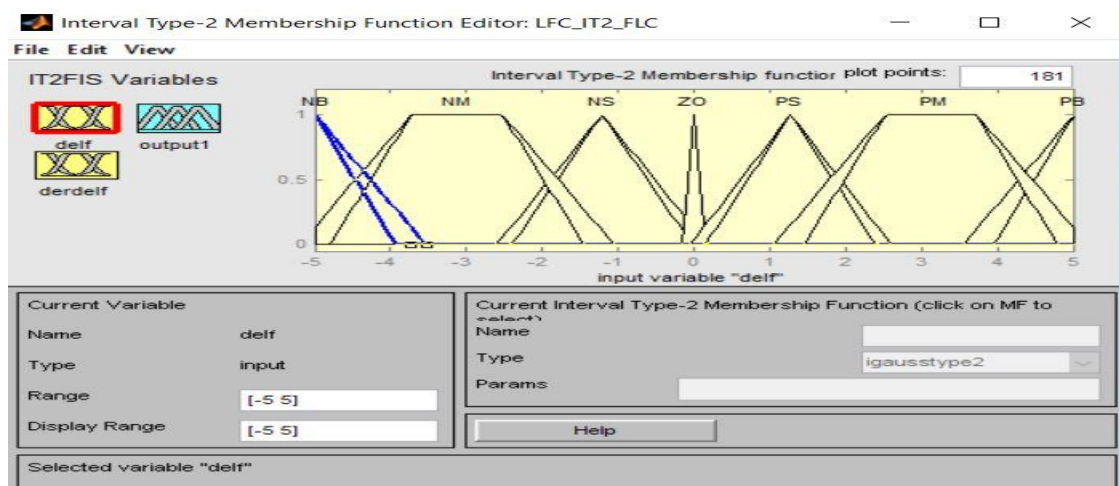 Interval Type-2 Membership Function Editor: LFC_IT2_FLC
File Edit View
IT2FIS Variables
Interval Type-2 Membership function plot points: 181
delf
output1
derdelf
NB NM NS ZO PS PM PB
1
0.5
0
-5 -4 -3 -2 -1 0 1 2 3 4 5
input variable "delf"
Current Variable
Name delf
Type input
Range [-5 5]
Display Range [-5 5]
Current Interval Type-2 Membership Function (click on MF to
select)
Name
Type igausstype2
Params
Help
Selected variable "delf"